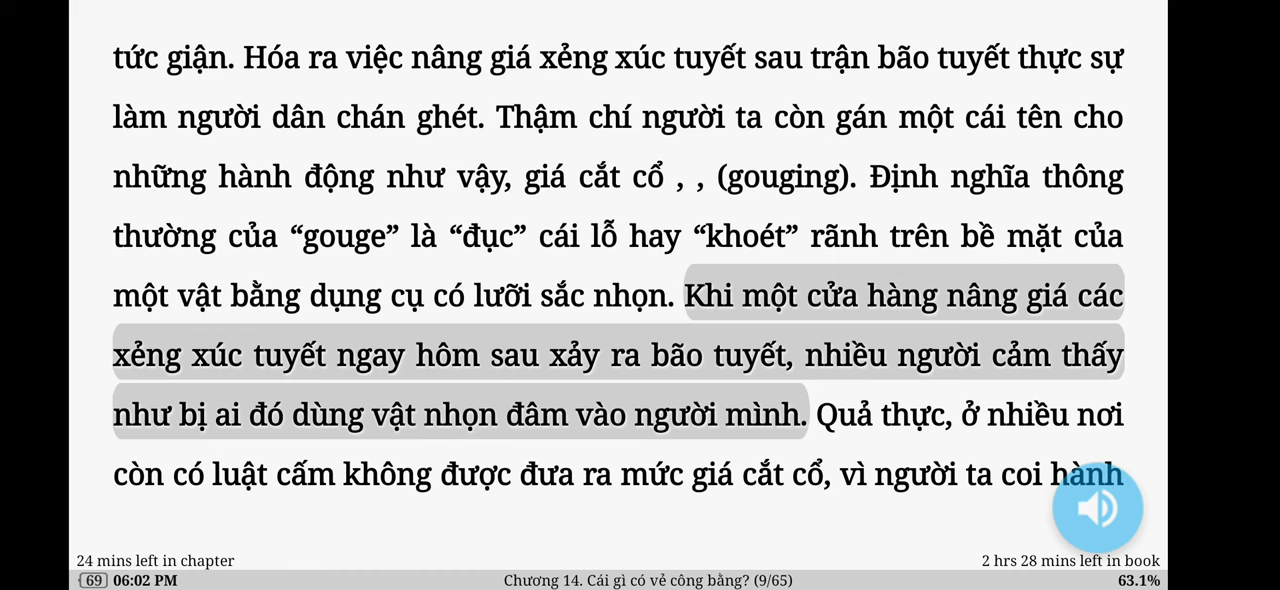 tức giận. Hóa ra việc nâng giá xẻng xúc tuyết sau trận bão tuyết thực sự
làm người dân chán ghét. Thậm chí người ta còn gán một cái tên cho
những hành động như vậy, giá cắt cổ , , (gouging). Định nghĩa thông
thường của “gouge” là “đục” cái lỗ hay “khoét” rãnh trên bề mặt của
một vật bằng dụng cụ có lưỡi sắc nhọn. Khi một cửa hàng nâng giá các
xẻng xúc tuyết ngay hôm sau xảy ra bão tuyết, nhiều người cảm thấy
như bị ai đó dùng vật nhọn đâm vào người mình. Quả thực, ở nhiều nơi
còn có luật cấm không được đưa ra mức giá cắt cổ, vì người ta coi hành
24 mins left in chapter 2 hrs 28 mins left in book
69 06:02 PM Chương 14. Cái gì có vẻ công bằng? (9/65) 63.1%